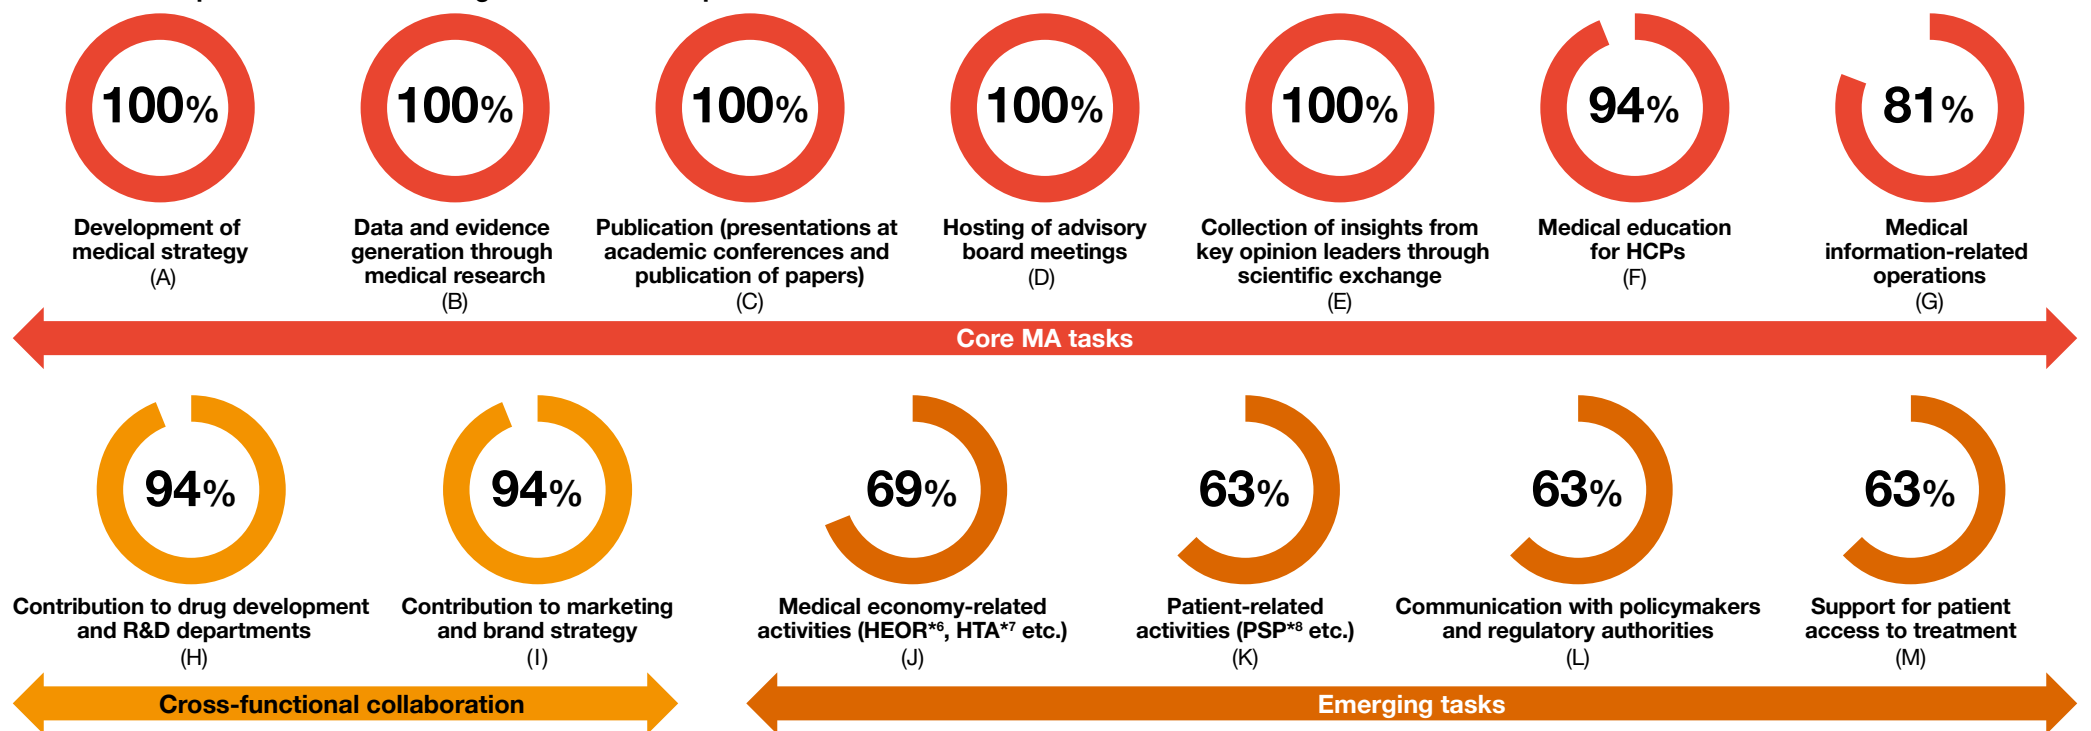 100%
100%
100%
100%
100%
94%
81%
Development of
medical strategy
(A)
Data and evidence
generation through
medical research
(B)
Publication (presentations at
academic conferences and
publication of papers)
(C)
Hosting of advisory
board meetings
(D)
Collection of insights from
key opinion leaders through
scientific exchange
(E)
Medical education
for HCPs
(F)
Medical
information-related
operations
(G)
Core MA tasks
94%
94%
69%
63%
63%
63%
Contribution to drug development
and R&D departments
(H)
Contribution to marketing
and brand strategy
(I)
Medical economy-related
activities (HEOR*6, HTA*7 etc.)
(J)
Patient-related
activities (PSP*8 etc.)
(K)
Communication with policymakers
and regulatory authorities
(L)
Support for patient
access to treatment
(M)
Cross-functional collaboration
Emerging tasks